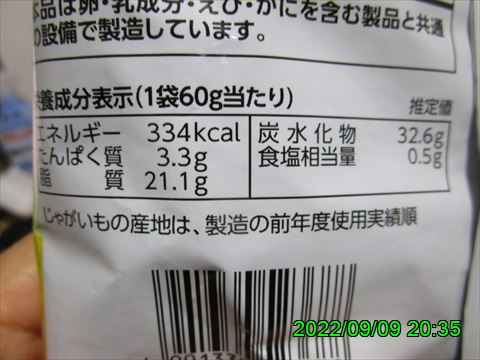 本品は卵・乳成分・えび・かにを含む製品と共通
の設備で製造しています。
養成分表示(1袋60g当たり)
推定値
エネルギー 334kcal
炭水化物 32.6g
たんぱく質 3.3g
食塩相当量 0.5g
脂質 21.1g
じゃがいもの産地は、製造の前年度使用実績順
2022/09/09 20:35